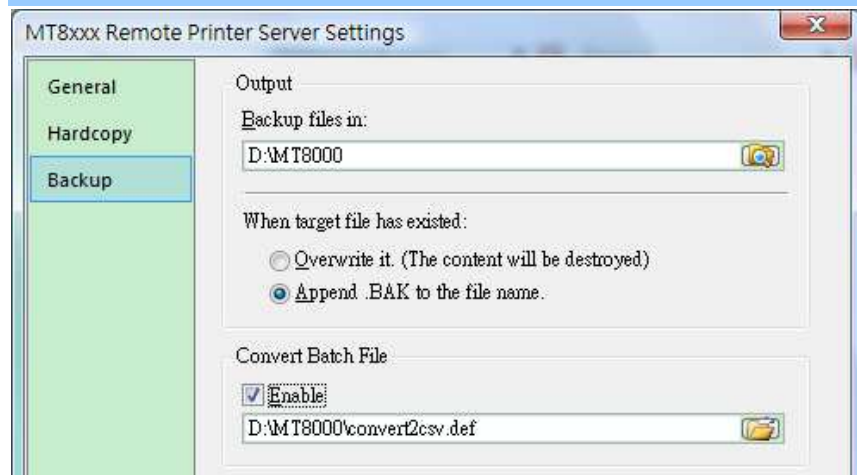 MT8xxx Remote Printer Server Settings
General
Hardcopy
Backup
Output
Backup files in:
D:\MT8000
When target file has existed:
Overwrite it. (The content will be destroyed)
Append .BAK to the file name.
Convert Batch File
Enable
D:\MT8000\convert2csv.def